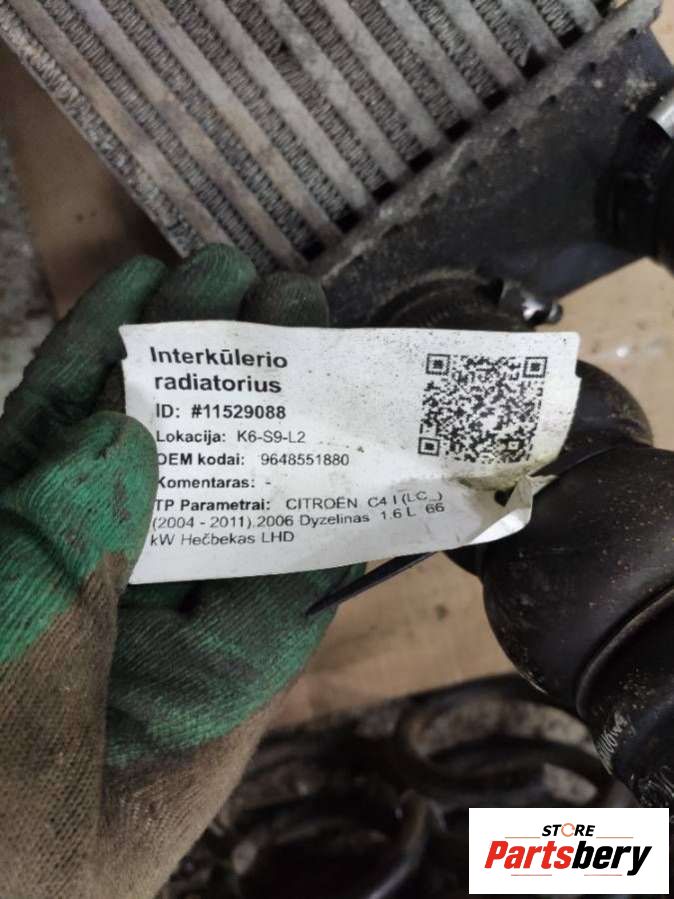 Interkūlerio
radiatorius
ID: #11529088
Lokacija: K6-S9-L2
OEM kodai: 9648551880
Komentaras: -
TP Parametrai: CITROËN C4 I (LC_)
(2004 - 2011),2006 Dyzelinas 1.6 L 66
kW Hečbekas LHD
STORE
Partsbery